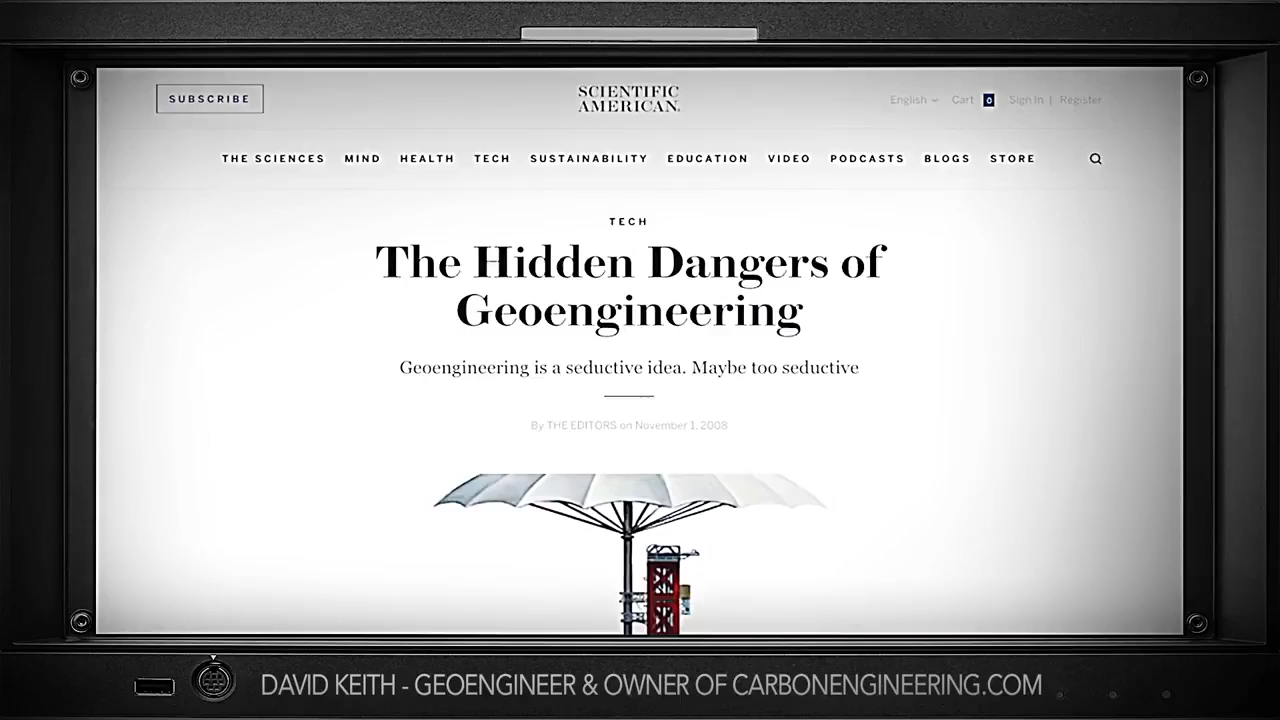 SUBSCRIBE
SCIENTIFIC
AMERICAN.
English Cart 0 Sign In | Register
THE SCIENCES MIND HEALTH TECH SUSTAINABILITY EDUCATION VIDEO PODCASTS BLOGS STORE
TECH
The Hidden Dangers of
Geoengineering
Geoengineering is a seductive idea. Maybe too seductive
By THE EDITORS on November 1, 2008
DAVID KEITH - GEOENGINEER & OWNER OF CARBONENGINEERING.COM